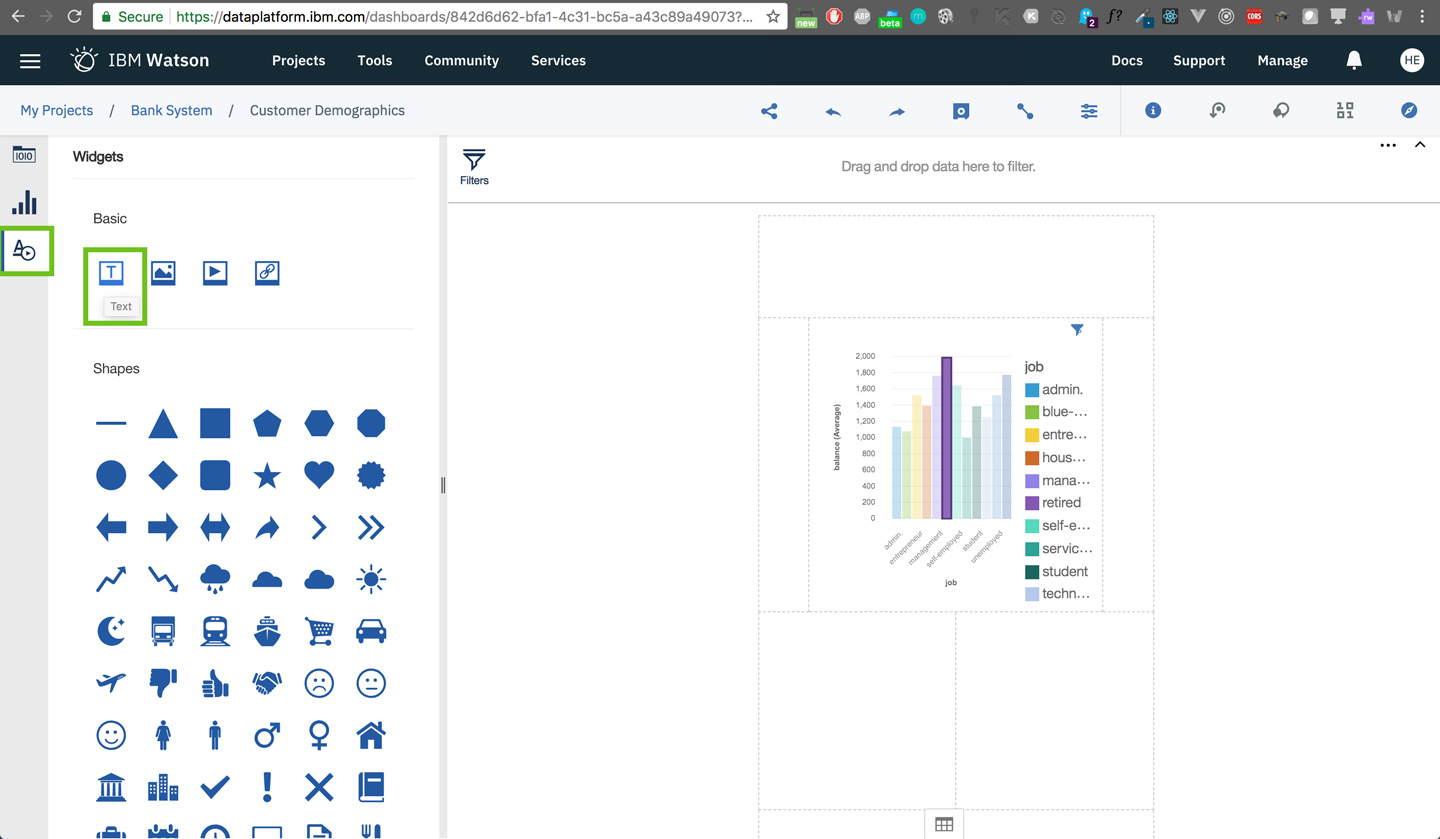 Secure
https://dataplatform.ibm.com/dashboards/842d6d62-bfa1-4c31-bc5a-a43c89a49073?...
new
ABP
beta
m
K
2
f?
CORS
rw
IBM Watson
Projects
Tools
Community
Services
Docs
Support
Manage
HE
My Projects / Bank System / Customer Demographics
Widgets
Basic
T
Text
Shapes
Filters
Drag and drop data here to filter.
2,000
1,800
1,600
1,400
1,200
1,000
800
600
400
200
0
balance (Average)
admin.
entrepreneur
management
self-employed
student
unemployed
job
job
admin.
blue-...
entre...
hous...
mana...
retired
self-e...
servic...
student
techn...